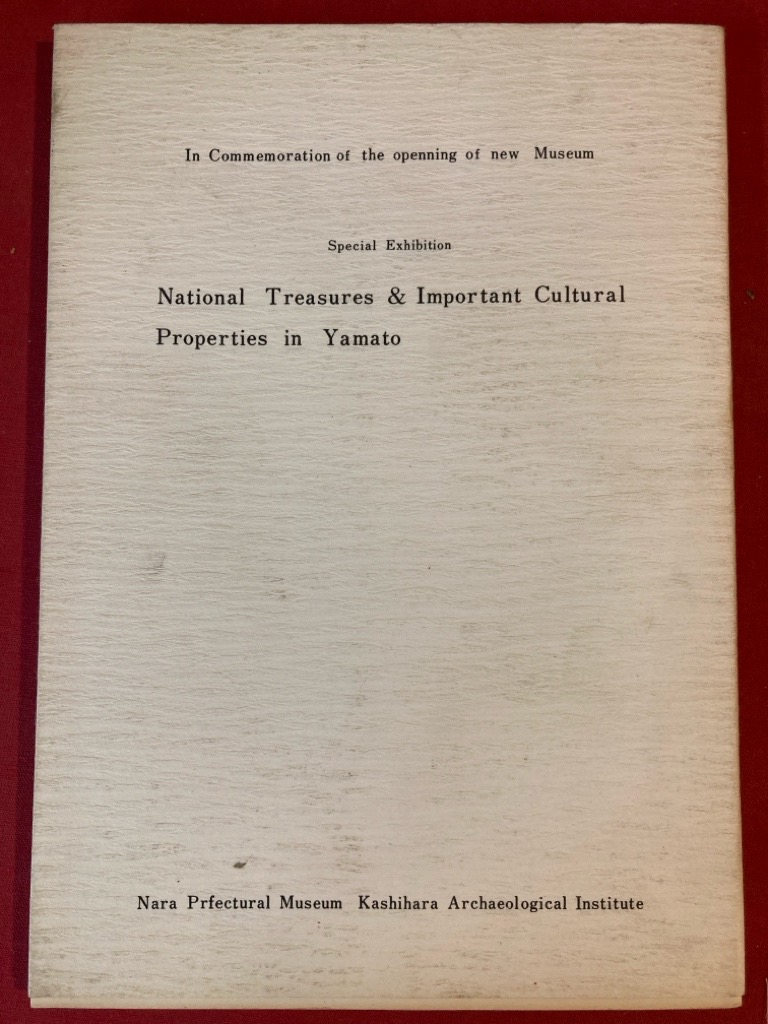 In Commemoration of the openning of new Museum
Special Exhibition
National Treasures & Important Cultural
Properties in Yamato
Nara Prfectural Museum Kashihara Archaeological Institute